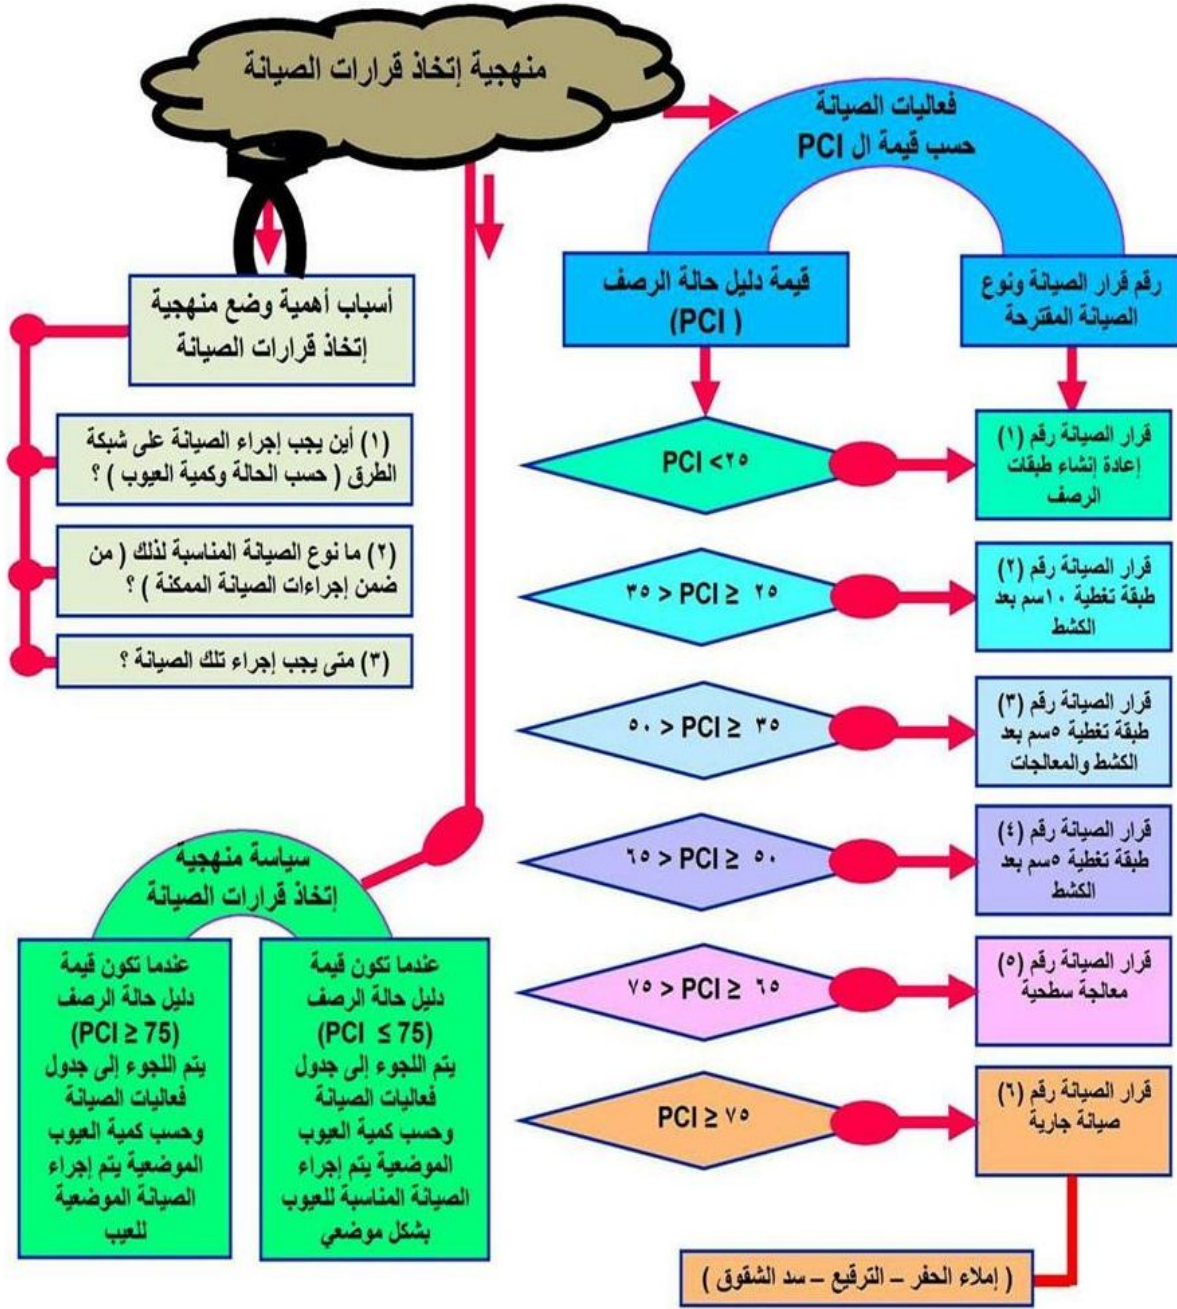 منهجية إتخاذ قرارات الصيانة
فعاليات الصيانة
حسب قيمة ال PCI
رقم قرار الصيانة ونوع
الصيانة المقترحة
قيمة دليل حالة الرصف
(PCI )
قرار الصيانة رقم (١)
إعادة إنشاء طبقات
الرصف
PCI <٢٥
قرار الصيانة رقم (٢)
طبقة تغطية ١٠سم بعد
الكشط
٣٥ > PCI ≥ ٢٥
قرار الصيانة رقم (٣)
طبقة تغطية ٥سم بعد
الكشط والمعالجات
٥٠ > PCI ≥ ٣٥
قرار الصيانة رقم (٤)
طبقة تغطية ٥سم بعد
الكشط
٦٥ > PCI ≥ ٥٠
قرار الصيانة رقم (٥)
معالجة سطحية
٧٥ > PCI ≥ ٦٥
قرار الصيانة رقم (٦)
صيانة جارية
PCI ≥ ٧٥
( إملاء الحفر – الترقيع – سد الشقوق )
أسباب أهمية وضع منهجية
إتخاذ قرارات الصيانة
(١) أين يجب إجراء الصيانة على شبكة
الطرق ( حسب الحالة وكمية العيوب ) ؟
(٢) ما نوع الصيانة المناسبة لذلك ( من
ضمن إجراءات الصيانة الممكنة ) ؟
(٣) متى يجب إجراء تلك الصيانة ؟
سياسة منهجية
إتخاذ قرارات الصيانة
عندما تكون قيمة
دليل حالة الرصف
(PCI ≤ 75)
يتم اللجوء إلى جدول
فعاليات الصيانة
وحسب كمية العيوب
الموضعية يتم إجراء
الصيانة المناسبة للعيوب
بشكل موضعي
عندما تكون قيمة
دليل حالة الرصف
(PCI ≥ 75)
يتم اللجوء إلى جدول
فعاليات الصيانة
وحسب كمية العيوب
الموضعية يتم إجراء
الصيانة الموضعية
للعيب